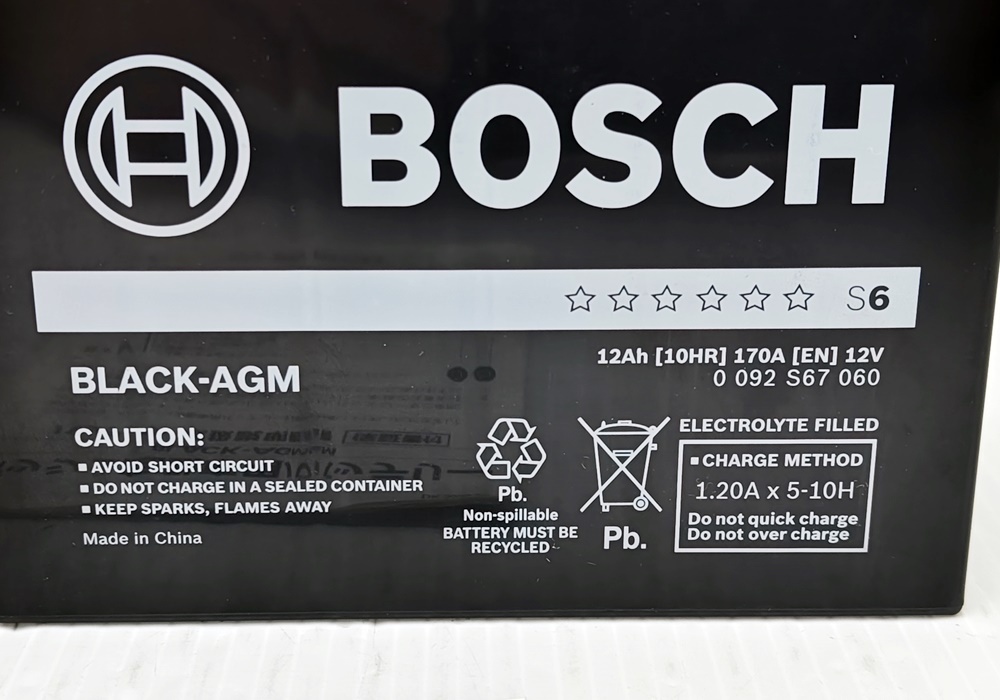 BOSCH
S6
12Ah [10HR] 170A [EN] 12V
0 092 S67 060
BLACK-AGM
CAUTION:
▪ AVOID SHORT CIRCUIT
▪ DO NOT CHARGE IN A SEALED CONTAINER
▪ KEEP SPARKS, FLAMES AWAY
Made in China
Pb.
Non-spillable
BATTERY MUST BE
RECYCLED
Pb.
ELECTROLYTE FILLED
▪ CHARGE METHOD
1.20A x 5-10H
Do not quick charge
Do not over charge